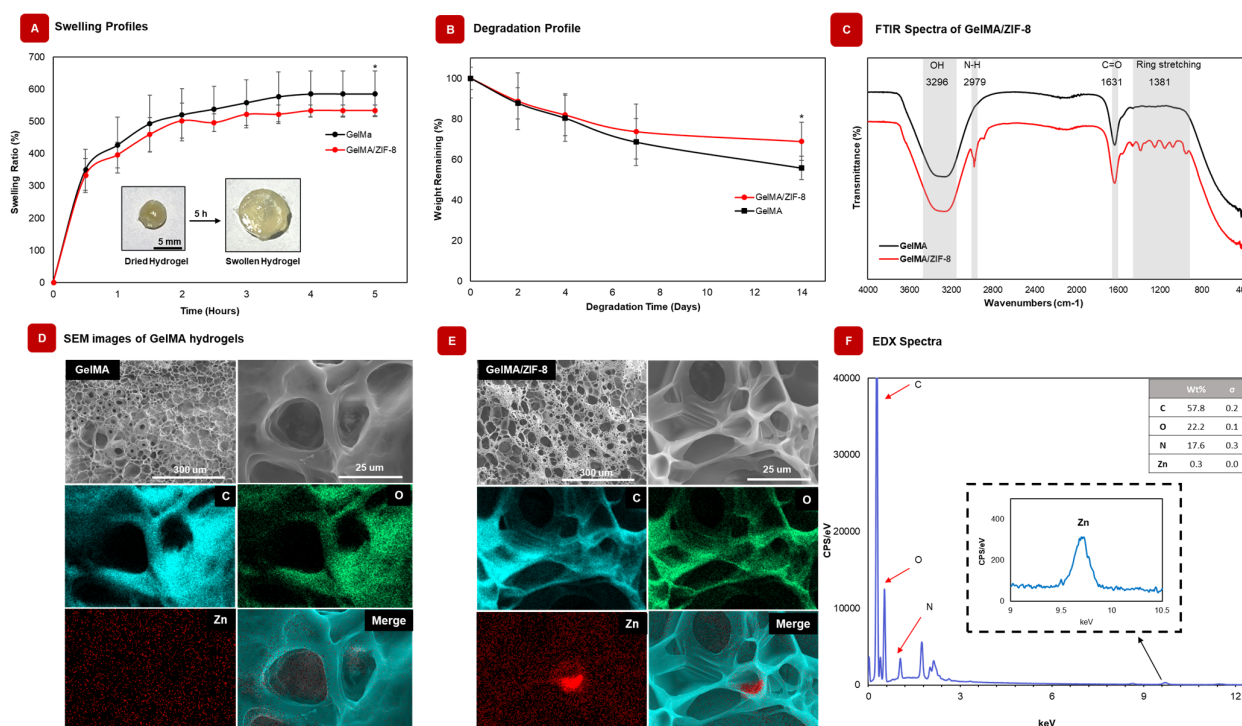 A Swelling Profiles
700
600
500
400
300
200
100
0
Swelling Ratio (%)
*
GelMa
GelMA/ZIF-8
5 h
5 mm
Dried Hydrogel
Swollen Hydrogel
0 1 2 3 4 5
Time (Hours)
B Degradation Profile
120
100
80
60
40
20
0
Weight Remaining (%)
*
GelMA/ZIF-8
GelMA
0 2 4 6 8 10 12 14
Degradation Time (Days)
C FTIR Spectra of GelMA/ZIF-8
OH N-H C=O Ring stretching
3296 2979 1631 1381
Transmittance (%)
GelMA
GelMA/ZIF-8
4000 3600 3200 2800 2400 2000 1600 1200 800 40
Wavenumbers (cm-1)
D SEM images of GelMA hydrogels
GelMA
300 um
25 um
C
O
Zn
Merge
E
GelMA/ZIF-8
300 um
25 um
C
O
Zn
Merge
F EDX Spectra
40000
30000
20000
10000
0
CPS/eV
C
O
N
Wt% σ
C 57.8 0.2
O 22.2 0.1
N 17.6 0.3
Zn 0.3 0.0
400
200
0
CPS/eV
Zn
9 9.5 10 10.5
keV
0 3 6 9 12
keV